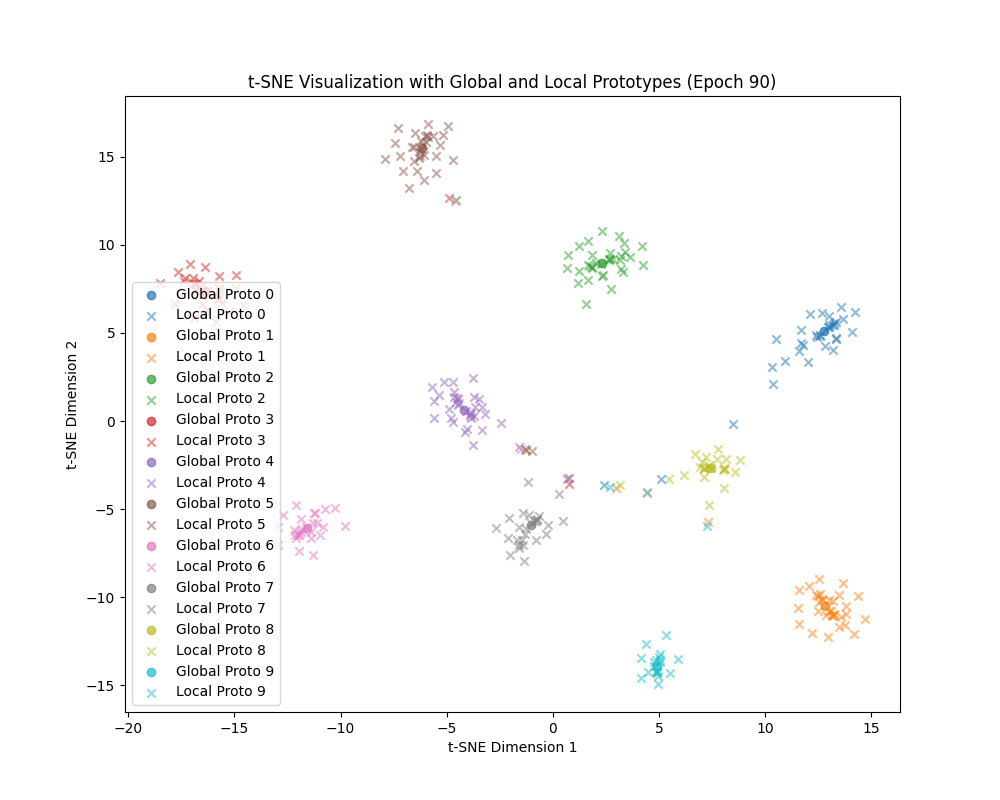 t-SNE Visualization with Global and Local Prototypes (Epoch 90)
t-SNE Dimension 2
15
10
5
0
−5
−10
−15
Global Proto 0
Local Proto 0
Global Proto 1
Local Proto 1
Global Proto 2
Local Proto 2
Global Proto 3
Local Proto 3
Global Proto 4
Local Proto 4
Global Proto 5
Local Proto 5
Global Proto 6
Local Proto 6
Global Proto 7
Local Proto 7
Global Proto 8
Local Proto 8
Global Proto 9
Local Proto 9
−20 −15 −10 −5 0 5 10 15
t-SNE Dimension 1